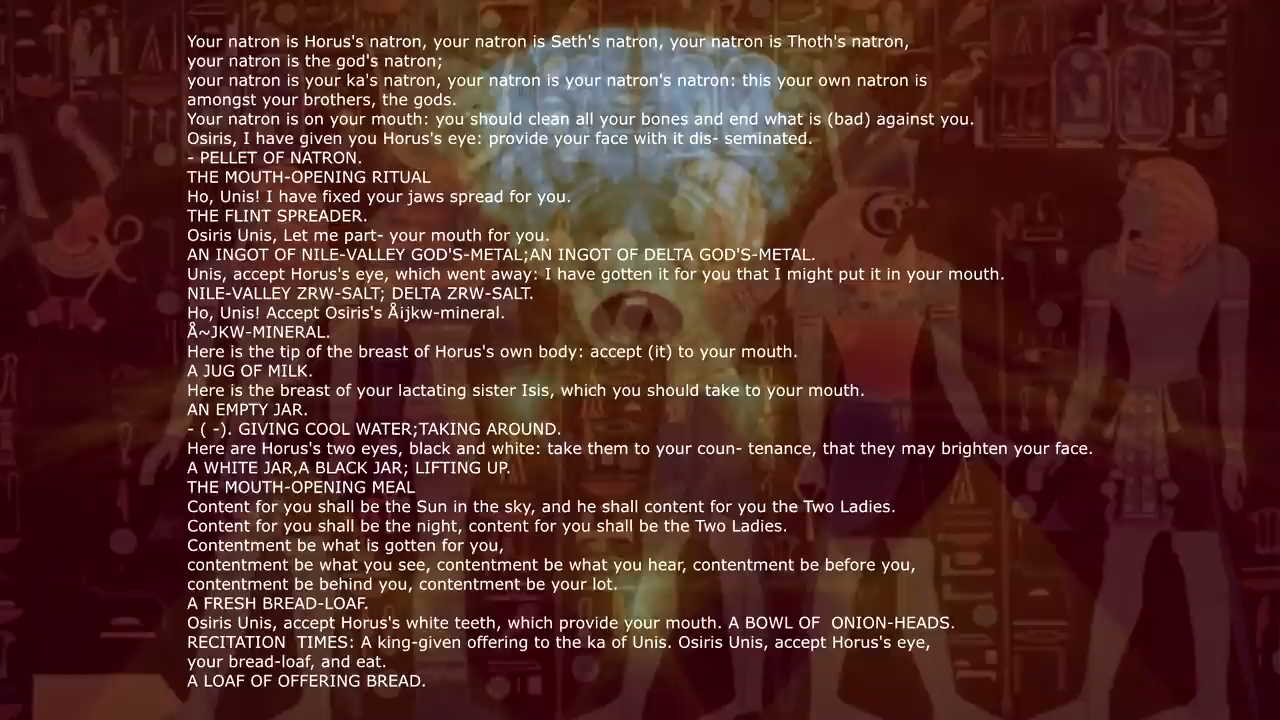 Your natron is Horus's natron, your natron is Seth's natron, your natron is Thoth's natron,
your natron is the god's natron;
your natron is your ka's natron, your natron is your natron's natron: this your own natron is
amongst your brothers, the gods.
Your natron is on your mouth: you should clean all your bones and end what is (bad) against you.
Osiris, I have given you Horus's eye: provide your face with it dis- seminated.
- PELLET OF NATRON.
THE MOUTH-OPENING RITUAL
Ho, Unis! I have fixed your jaws spread for you.
THE FLINT SPREADER.
Osiris Unis, Let me part- your mouth for you.
AN INGOT OF NILE-VALLEY GOD'S-METAL;AN INGOT OF DELTA GOD'S-METAL.
Unis, accept Horus's eye, which went away: I have gotten it for you that I might put it in your mouth.
NILE-VALLEY ZRW-SALT; DELTA ZRW-SALT.
Ho, Unis! Accept Osiris's Åijkw-mineral.
Å~JKW-MINERAL.
Here is the tip of the breast of Horus's own body: accept (it) to your mouth.
A JUG OF MILK.
Here is the breast of your lactating sister Isis, which you should take to your mouth.
AN EMPTY JAR.
- ( -). GIVING COOL WATER;TAKING AROUND.
Here are Horus's two eyes, black and white: take them to your coun- tenance, that they may brighten your face.
A WHITE JAR,A BLACK JAR; LIFTING UP.
THE MOUTH-OPENING MEAL
Content for you shall be the Sun in the sky, and he shall content for you the Two Ladies.
Content for you shall be the night, content for you shall be the Two Ladies.
Contentment be what is gotten for you,
contentment be what you see, contentment be what you hear, contentment be before you,
contentment be behind you, contentment be your lot.
A FRESH BREAD-LOAF.
Osiris Unis, accept Horus's white teeth, which provide your mouth. A BOWL OF  ONION-HEADS.
RECITATION  TIMES: A king-given offering to the ka of Unis. Osiris Unis, accept Horus's eye,
your bread-loaf, and eat.
A LOAF OF OFFERING BREAD.